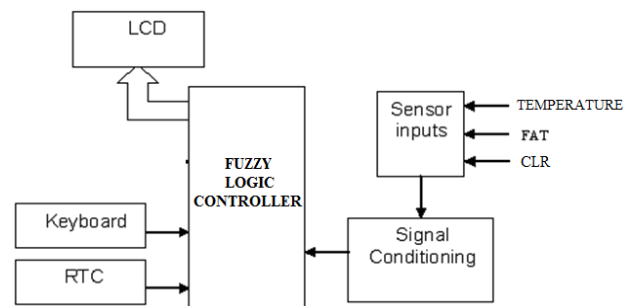 LCD
Sensor
inputs
TEMPERATURE
FAT
CLR
FUZZY
LOGIC
CONTROLLER
Keyboard
RTC
Signal
Conditioning